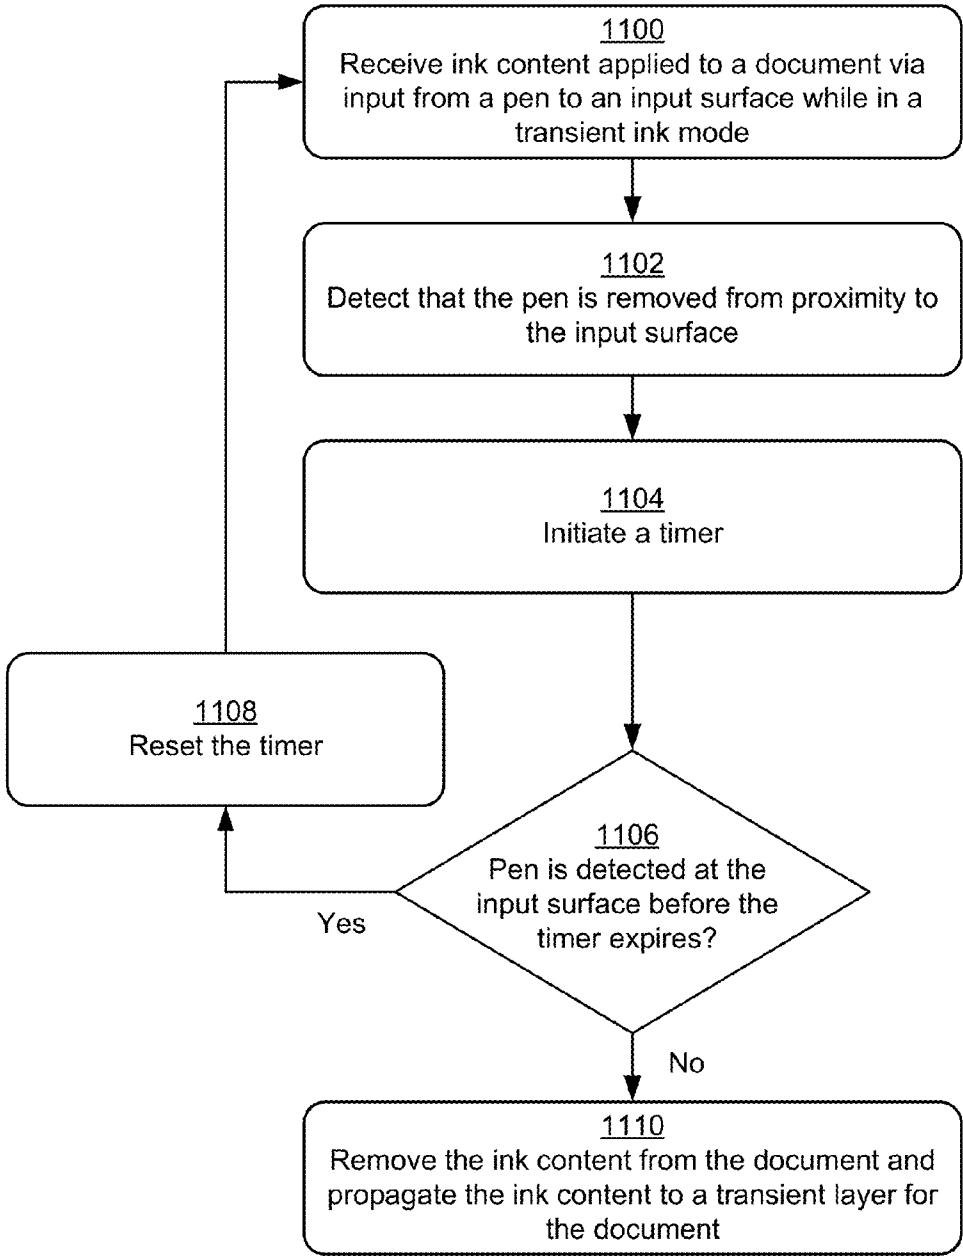 1100
Receive ink content applied to a document via
input from a pen to an input surface while in a
transient ink mode
1102
Detect that the pen is removed from proximity to
the input surface
1104
Initiate a timer
1108
Reset the timer
1106
Pen is detected at the
input surface before the
timer expires?
Yes
No
1110
Remove the ink content from the document and
propagate the ink content to a transient layer for
the document